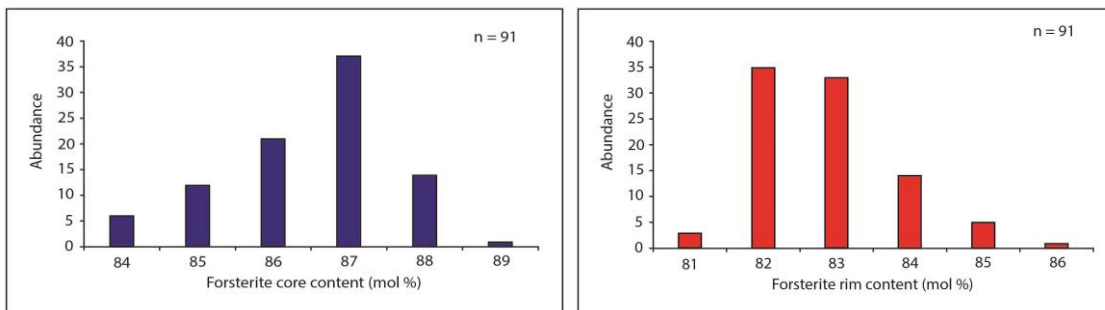 n = 91
Abundance
40
35
30
25
20
15
10
5
0
84 85 86 87 88 89
Forsterite core content (mol %)
n = 91
Abundance
40
35
30
25
20
15
10
5
0
81 82 83 84 85 86
Forsterite rim content (mol %)